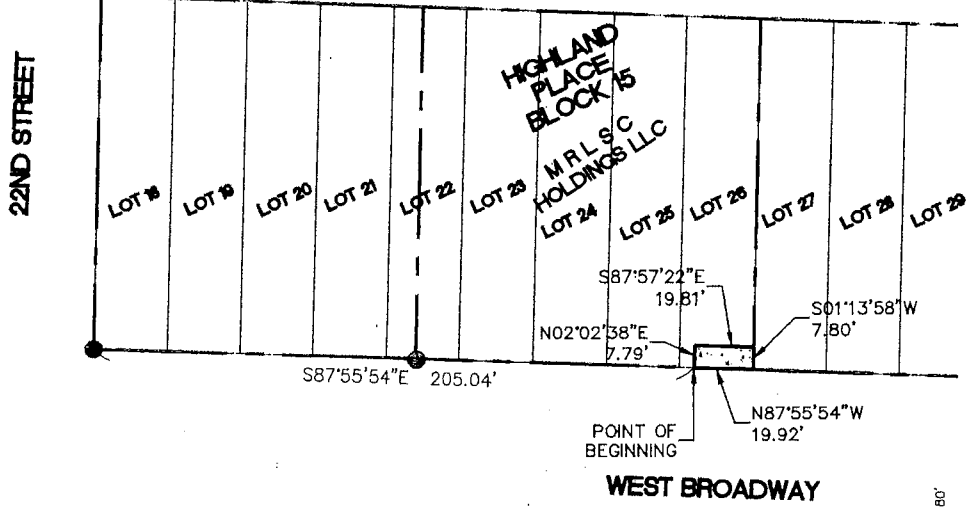 22ND STREET
HIGHLAND
PLACE
BLOCK 15
M R L S C
HOLDINGS LLC
LOT 18
LOT 19
LOT 20
LOT 21
LOT 22
LOT 23
LOT 24
LOT 25
LOT 26
LOT 27
LOT 28
LOT 29
S87°57'22"E
19.81'
S01°13'58"W
7.80'
N02°02'38"E
7.79'
S87°55'54"E 205.04'
N87°55'54"W
19.92'
POINT OF
BEGINNING
WEST BROADWAY
80'